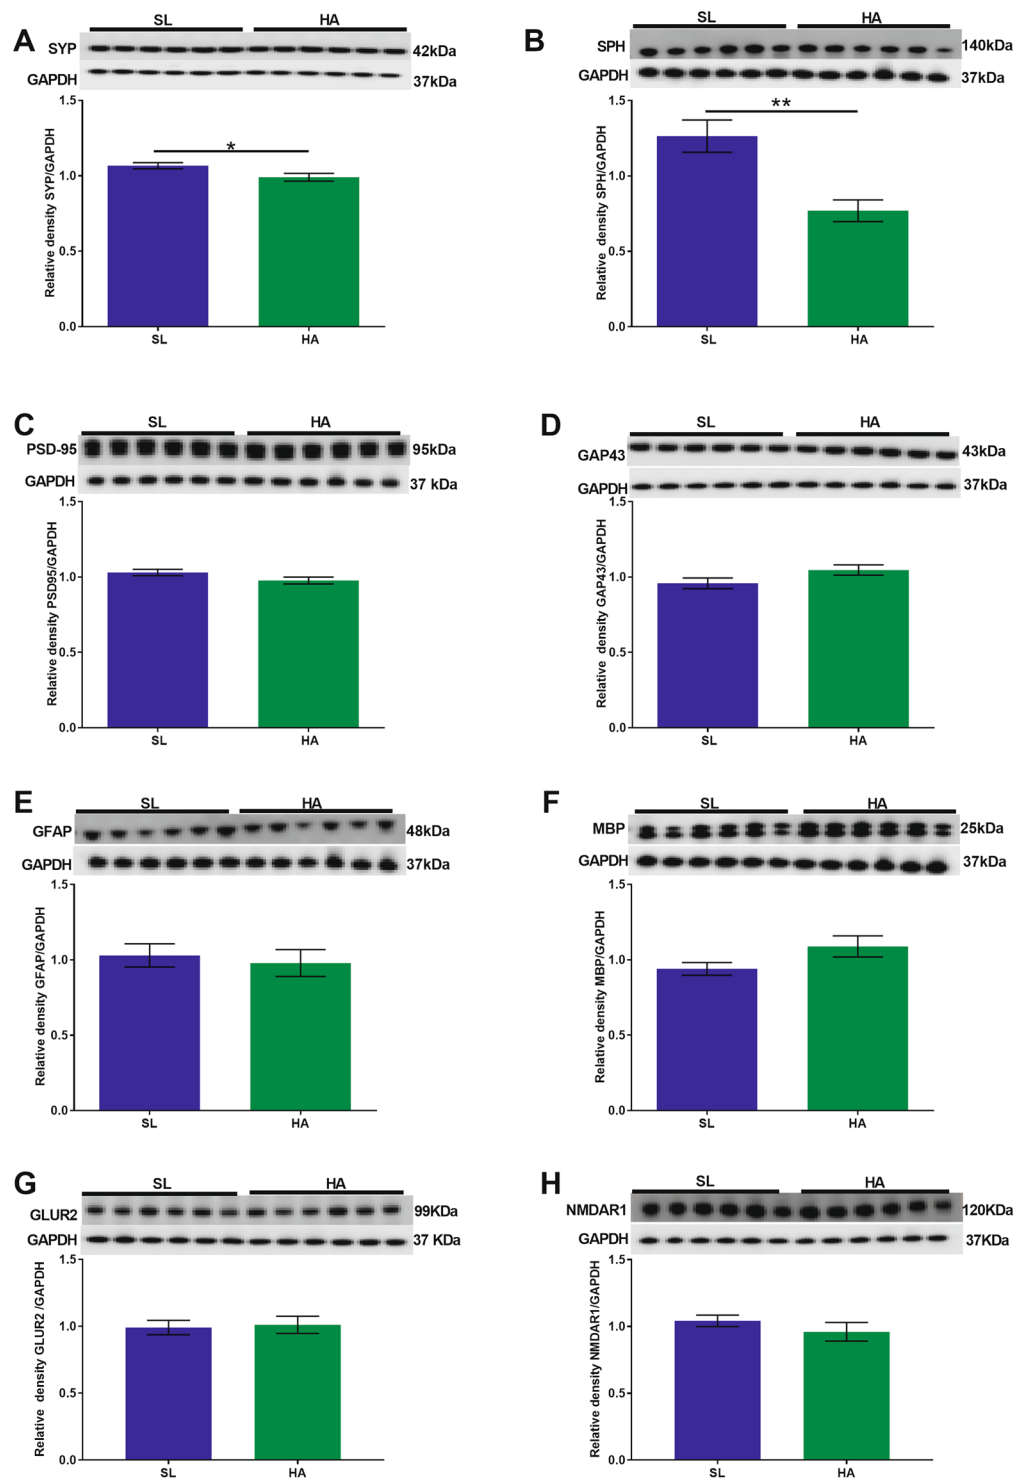 SL HA
A SYP 42kDa
GAPDH 37kDa
Relative density SYP/GAPDH
1.5
1.0
0.5
0.0
*
SL HA
SL HA
B SPH 140kDa
GAPDH 37kDa
Relative density SPH/GAPDH
1.5
1.0
0.5
0.0
**
SL HA
SL HA
C PSD-95 95kDa
GAPDH 37 kDa
Relative density PSD95/GAPDH
1.5
1.0
0.5
0.0
SL HA
SL HA
D GAP43 43kDa
GAPDH 37kDa
Relative density GAP43/GAPDH
1.5
1.0
0.5
0.0
SL HA
SL HA
E GFAP 48kDa
GAPDH 37kDa
Relative density GFAP/GAPDH
1.5
1.0
0.5
0.0
SL HA
SL HA
F MBP 25kDa
GAPDH 37kDa
Relative density MBP/GAPDH
1.5
1.0
0.5
0.0
SL HA
SL HA
G GLUR2 99KDa
GAPDH 37 KDa
Relative density GLUR2 /GAPDH
1.5
1.0
0.5
0.0
SL HA
SL HA
H NMDAR1 120KDa
GAPDH 37KDa
Relative density NMDAR1/GAPDH
1.5
1.0
0.5
0.0
SL HA